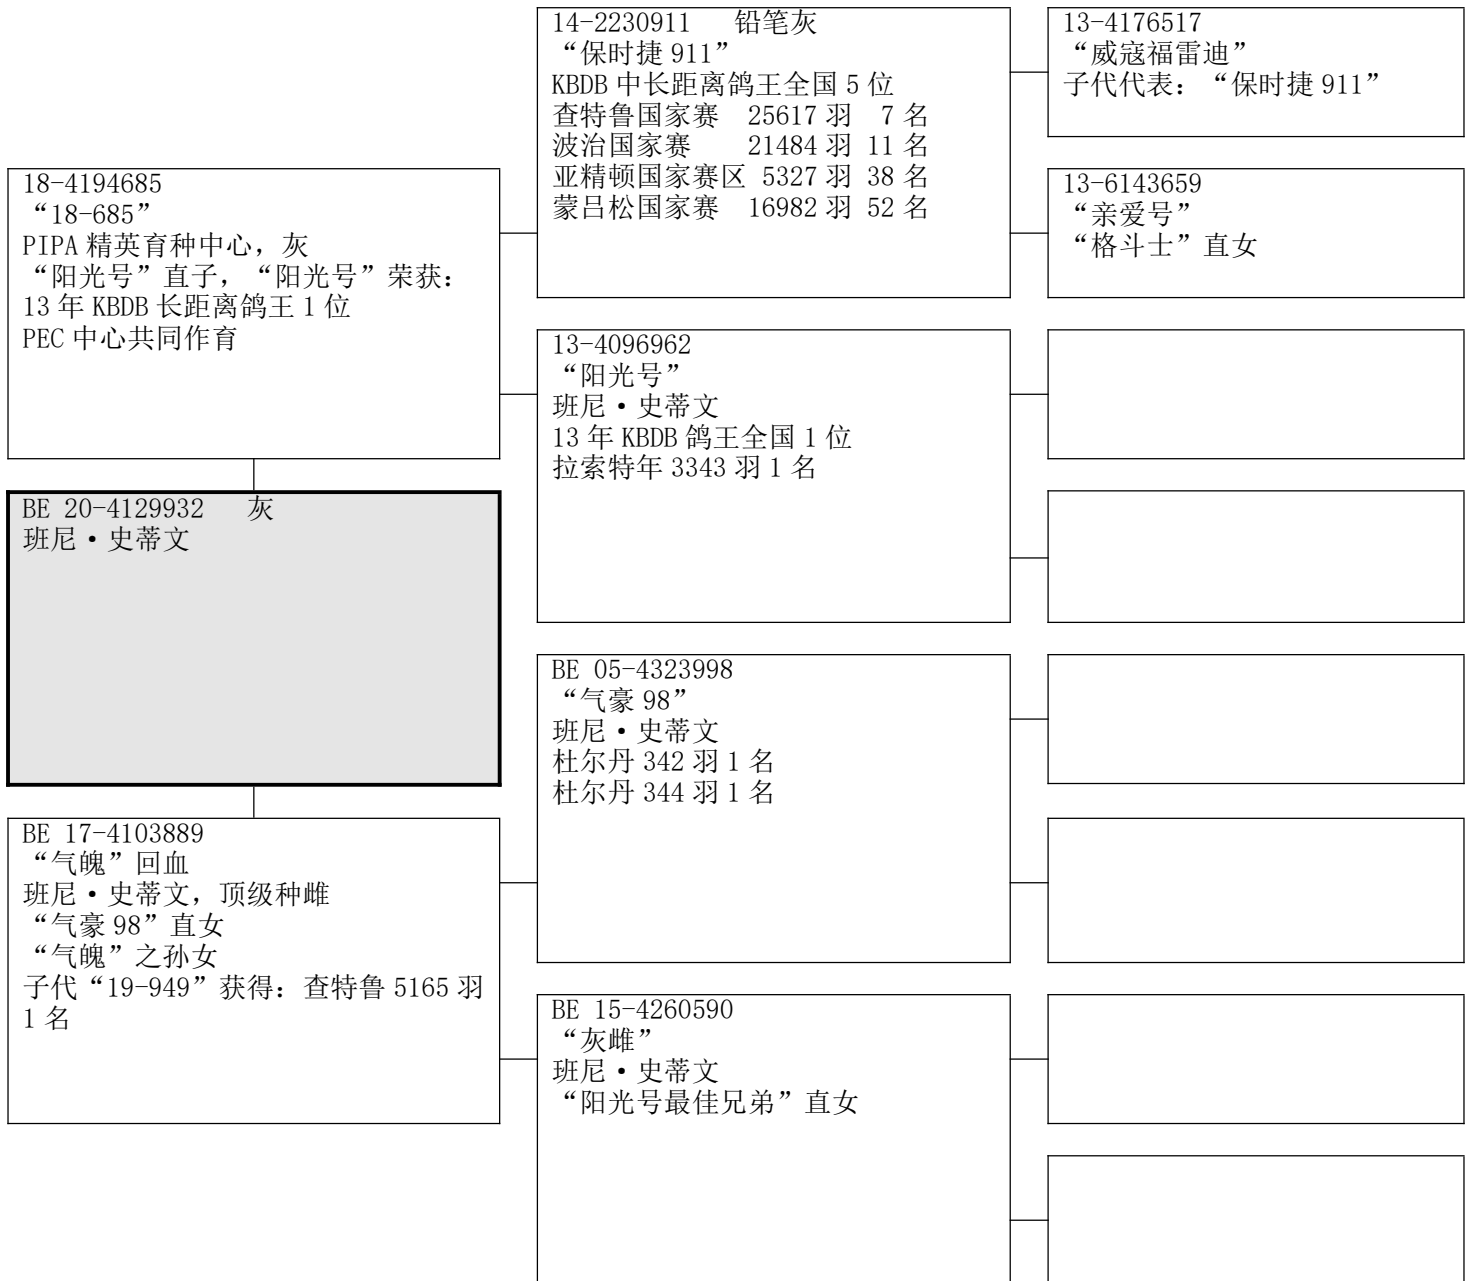 14-2230911 铅笔灰
“保时捷 911”
KBDB 中长距离鸽王全国 5 位
查特鲁国家赛 25617 羽 7 名
波治国家赛 21484 羽 11 名
亚精顿国家赛区 5327 羽 38 名
蒙吕松国家赛 16982 羽 52 名
13-4176517
“威寇福雷迪”
子代代表：“保时捷 911”
18-4194685
“18-685”
PIPA 精英育种中心，灰
“阳光号”直子，“阳光号”荣获：
13 年 KBDB 长距离鸽王 1 位
PEC 中心共同作育
13-6143659
“亲爱号”
“格斗士”直女
13-4096962
“阳光号”
班尼·史蒂文
13 年 KBDB 鸽王全国 1 位
拉索特年 3343 羽 1 名
BE 20-4129932 灰
班尼·史蒂文
BE 05-4323998
“气豪 98”
班尼·史蒂文
杜尔丹 342 羽 1 名
杜尔丹 344 羽 1 名
BE 17-4103889
“气魄”回血
班尼·史蒂文，顶级种雌
“气豪 98”直女
“气魄”之孙女
子代“19-949”获得：查特鲁 5165 羽
1 名
BE 15-4260590
“灰雌”
班尼·史蒂文
“阳光号最佳兄弟”直女